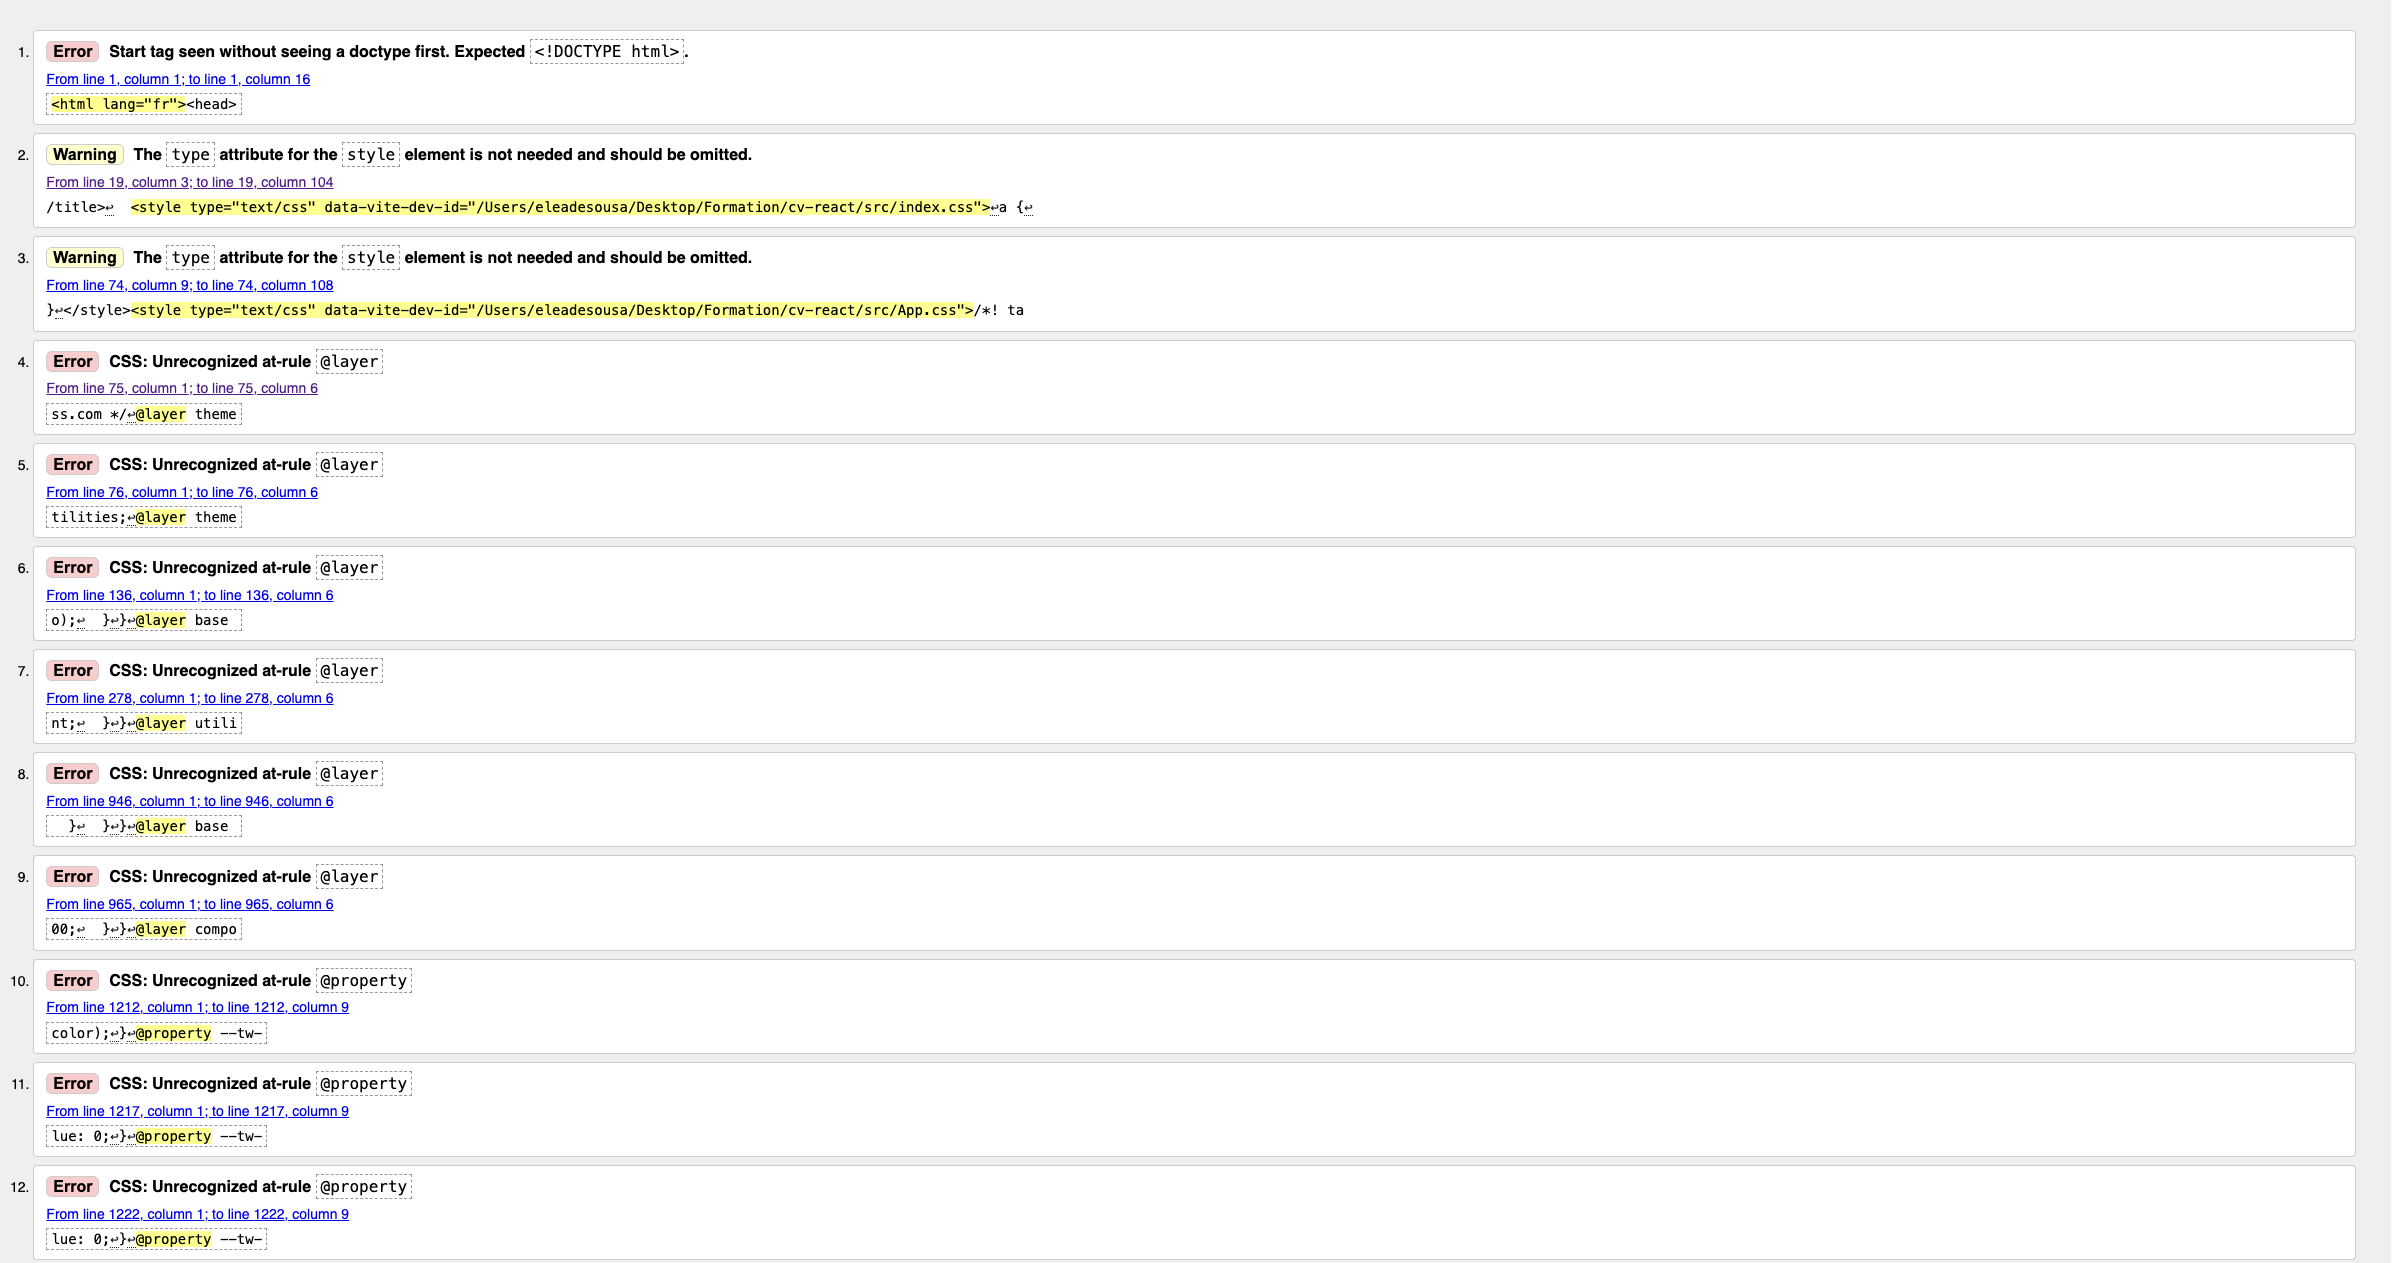 1. Error Start tag seen without seeing a doctype first. Expected <!DOCTYPE html>.
From line 1, column 1; to line 1, column 16
<html lang="fr"><head>
2. Warning The type attribute for the style element is not needed and should be omitted.
From line 19, column 3; to line 19, column 104
/title>↩  <style type="text/css" data-vite-dev-id="/Users/eleadesousa/Desktop/Formation/cv-react/src/index.css">↩a {↩
3. Warning The type attribute for the style element is not needed and should be omitted.
From line 74, column 9; to line 74, column 108
}↩</style><style type="text/css" data-vite-dev-id="/Users/eleadesousa/Desktop/Formation/cv-react/src/App.css">/*! ta
4. Error CSS: Unrecognized at-rule @layer
From line 75, column 1; to line 75, column 6
ss.com */↩@layer theme
5. Error CSS: Unrecognized at-rule @layer
From line 76, column 1; to line 76, column 6
tilities;↩@layer theme
6. Error CSS: Unrecognized at-rule @layer
From line 136, column 1; to line 136, column 6
o);↩  }↩}↩@layer base
7. Error CSS: Unrecognized at-rule @layer
From line 278, column 1; to line 278, column 6
nt;↩  }↩}↩@layer utili
8. Error CSS: Unrecognized at-rule @layer
From line 946, column 1; to line 946, column 6
}↩  }↩}↩@layer base
9. Error CSS: Unrecognized at-rule @layer
From line 965, column 1; to line 965, column 6
00;↩  }↩}↩@layer compo
10. Error CSS: Unrecognized at-rule @property
From line 1212, column 1; to line 1212, column 9
color);↩}↩@property --tw-
11. Error CSS: Unrecognized at-rule @property
From line 1217, column 1; to line 1217, column 9
lue: 0;↩}↩@property --tw-
12. Error CSS: Unrecognized at-rule @property
From line 1222, column 1; to line 1222, column 9
lue: 0;↩}↩@property --tw-